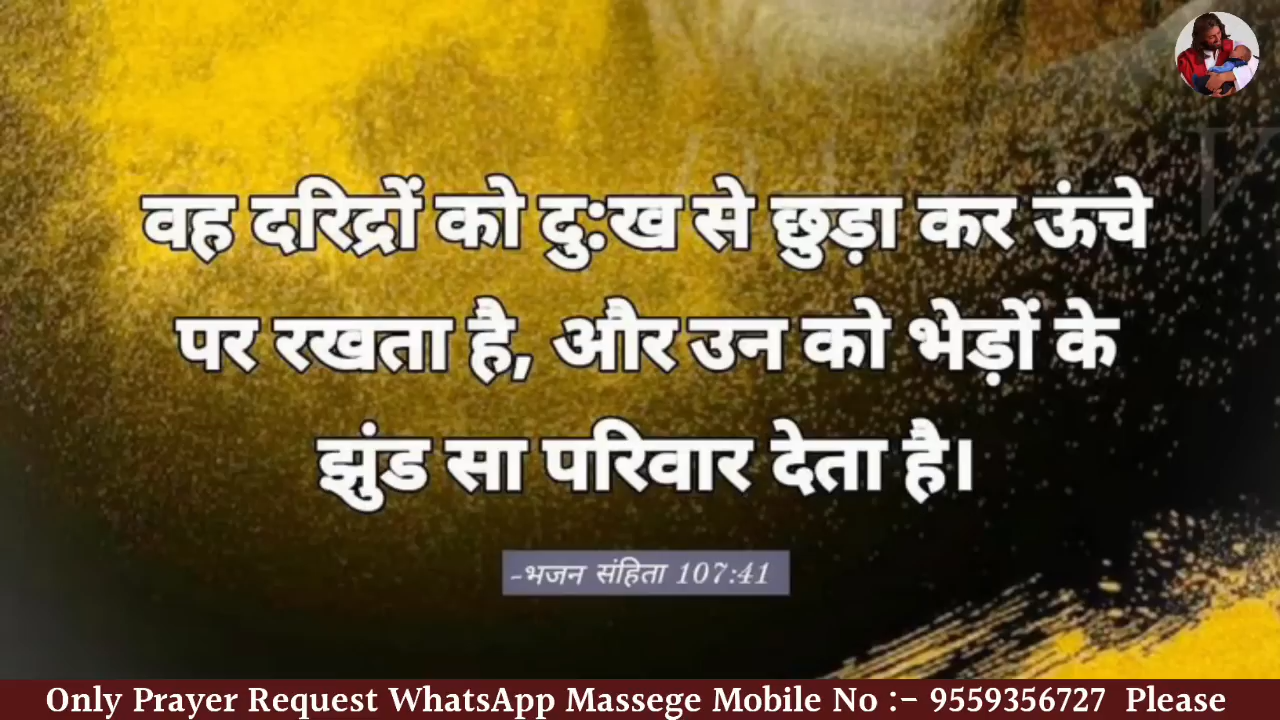 वह दरिद्रों को दु:ख से छुड़ा कर ऊंचे
पर रखता है, और उन को भेड़ों के
झुंड सा परिवार देता है।
-भजन संहिता 107:41
Only Prayer Request WhatsApp Massege Mobile No :- 9559356727 Please